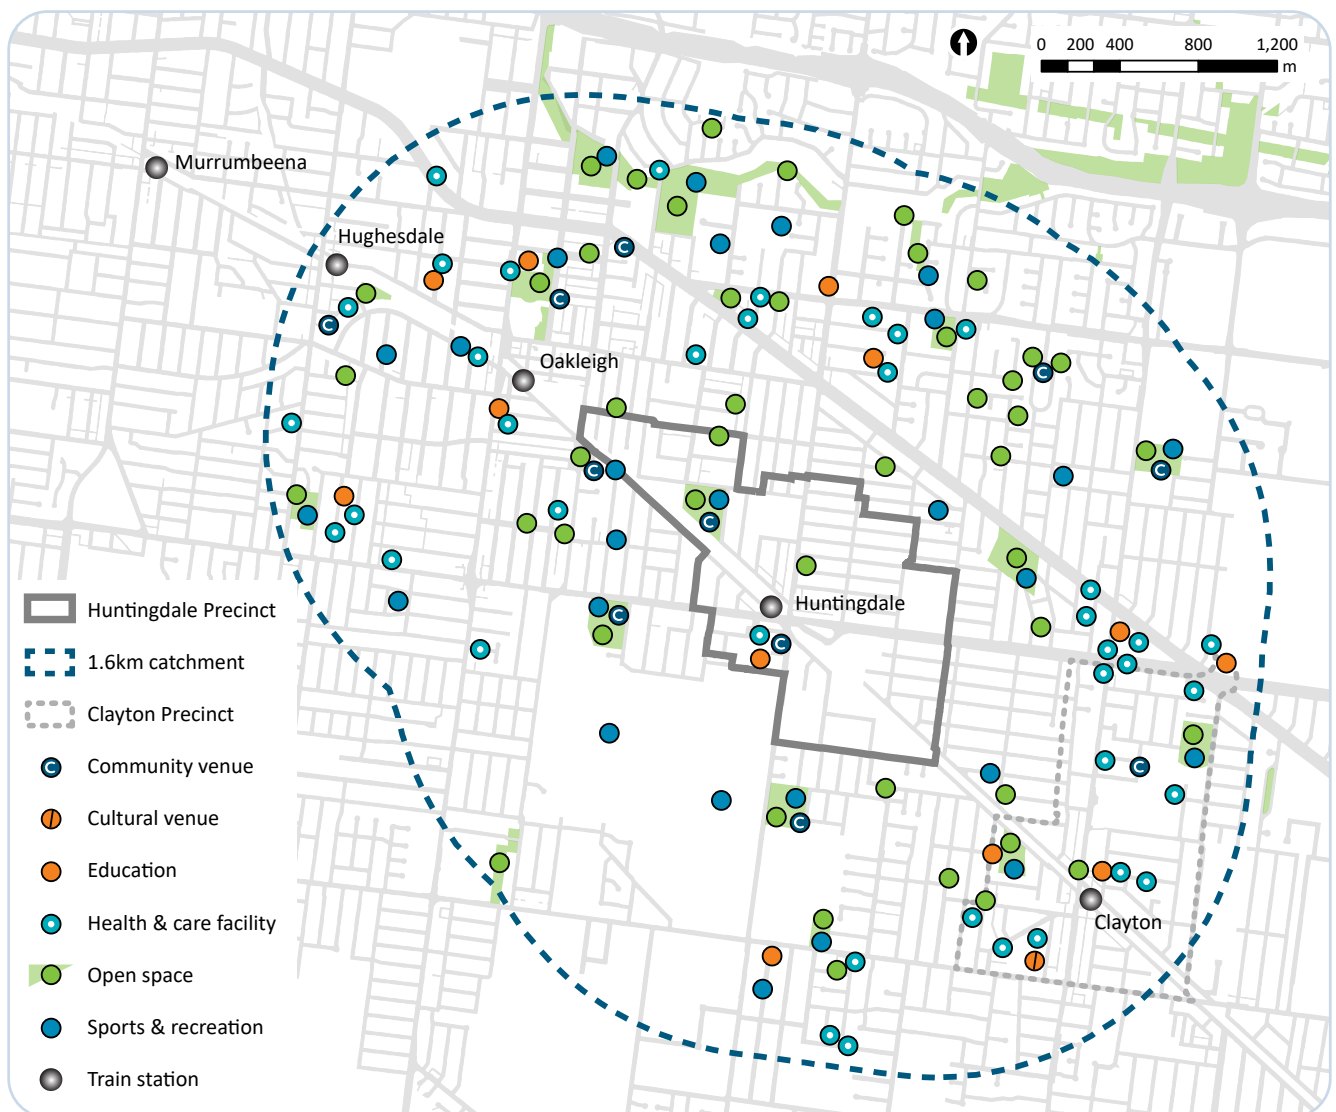 0 200 400 800 1,200
m
Murrumbeena
Hughesdale
Oakleigh
Huntingdale
Clayton
Huntingdale Precinct
1.6km catchment
Clayton Precinct
C Community venue
Cultural venue
Education
Health & care facility
Open space
Sports & recreation
Train station
C
C
C
C
C
C
C
C
C
C
C